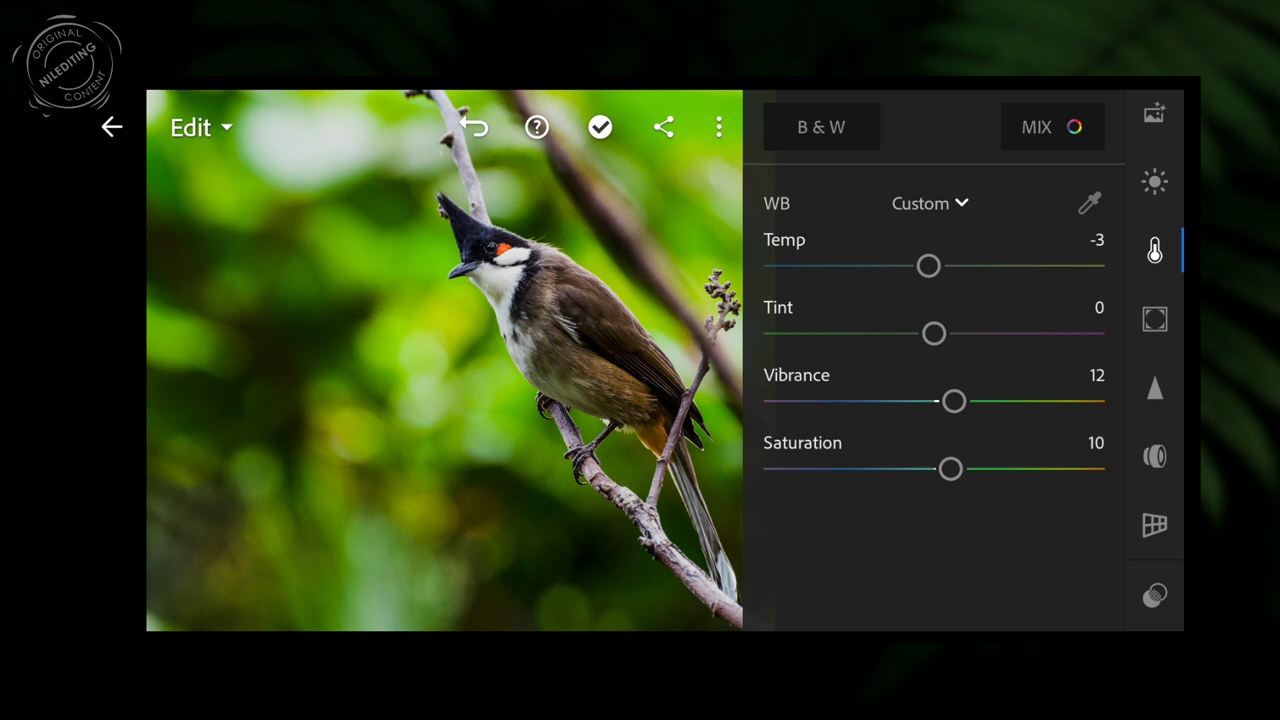 ORIGINAL
NILEDITING
CONTENT
Edit
B & W
MIX
WB
Custom
Temp
-3
Tint
0
Vibrance
12
Saturation
10